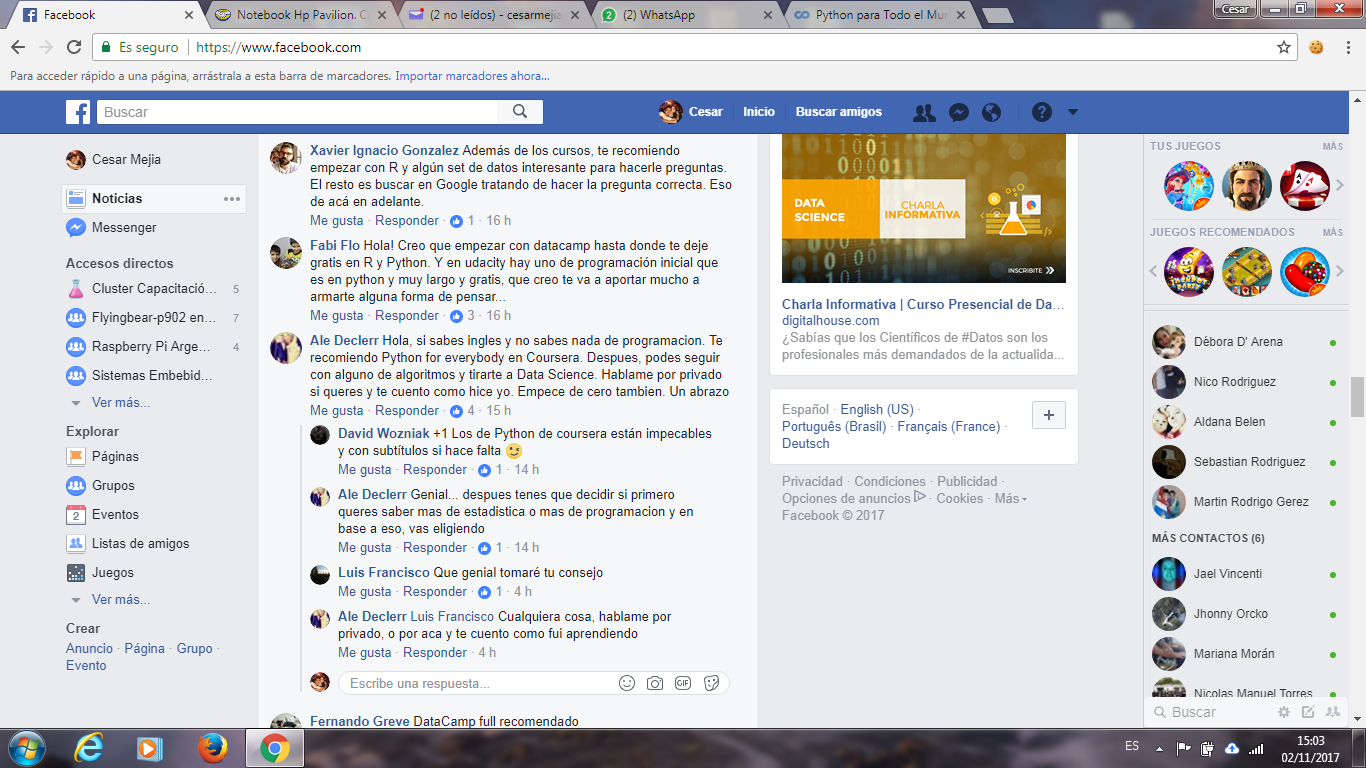 Facebook
Notebook Hp Pavilion. C
(2 no leídos) - cesarmejia
(2) WhatsApp
Python para Todo el Mun
Cesar
Es seguro
https://www.facebook.com
Para acceder rápido a una página, arrástrala a esta barra de marcadores. Importar marcadores ahora...
Buscar
Cesar
Inicio
Buscar amigos
Cesar Mejia
Noticias
Messenger
Accesos directos
Cluster Capacitació... 5
Flyingbear-p902 en... 7
Raspberry Pi Arge... 4
Sistemas Embebid...
Ver más...
Explorar
Páginas
Grupos
Eventos
2
Listas de amigos
Juegos
Ver más...
Crear
Anuncio · Página · Grupo ·
Evento
Xavier Ignacio Gonzalez Además de los cursos, te recomiendo
empezar con R y algún set de datos interesante para hacerle preguntas.
El resto es buscar en Google tratando de hacer la pregunta correcta. Eso
de acá en adelante.
Me gusta · Responder · 1 · 16 h
Fabi Flo Hola! Creo que empezar con datacamp hasta donde te deje
gratis en R y Python. Y en udacity hay uno de programación inicial que
es en python y muy largo y gratis, que creo te va a aportar mucho a
armarte alguna forma de pensar...
Me gusta · Responder · 3 · 16 h
Ale Declerr Hola, si sabes ingles y no sabes nada de programacion. Te
recomiendo Python for everybody en Coursera. Despues, podes seguir
con alguno de algoritmos y tirarte a Data Science. Hablame por privado
si queres y te cuento como hice yo. Empece de cero tambien. Un abrazo
Me gusta · Responder · 4 · 15 h
David Wozniak +1 Los de Python de coursera están impecables
y con subtítulos si hace falta
Me gusta · Responder · 1 · 14 h
Ale Declerr Genial... despues tenes que decidir si primero
queres saber mas de estadistica o mas de programacion y en
base a eso, vas eligiendo
Me gusta · Responder · 1 · 14 h
Luis Francisco Que genial tomaré tu consejo
Me gusta · Responder · 1 · 4 h
Ale Declerr Luis Francisco Cualquiera cosa, hablame por
privado, o por aca y te cuento como fui aprendiendo
Me gusta · Responder · 4 h
Escribe una respuesta...
GIF
Fernando Greve DataCamp full recomendado
DATA
SCIENCE
CHARLA
INFORMATIVA
INSCRIBITE
Charla Informativa | Curso Presencial de Da...
digitalhouse.com
¿Sabías que los Científicos de #Datos son los
profesionales más demandados de la actualida...
Español · English (US) ·
Português (Brasil) · Français (France) ·
Deutsch
Privacidad · Condiciones · Publicidad ·
Opciones de anuncios · Cookies · Más
Facebook © 2017
TUS JUEGOS MÁS
JUEGOS RECOMENDADOS MÁS
Débora D' Arena
Nico Rodriguez
Aldana Belen
Sebastian Rodriguez
Martin Rodrigo Gerez
MÁS CONTACTOS (6)
Jael Vincenti
Jhonny Orcko
Mariana Morán
Nicolas Manuel Torres
Buscar
ES
15:03
02/11/2017